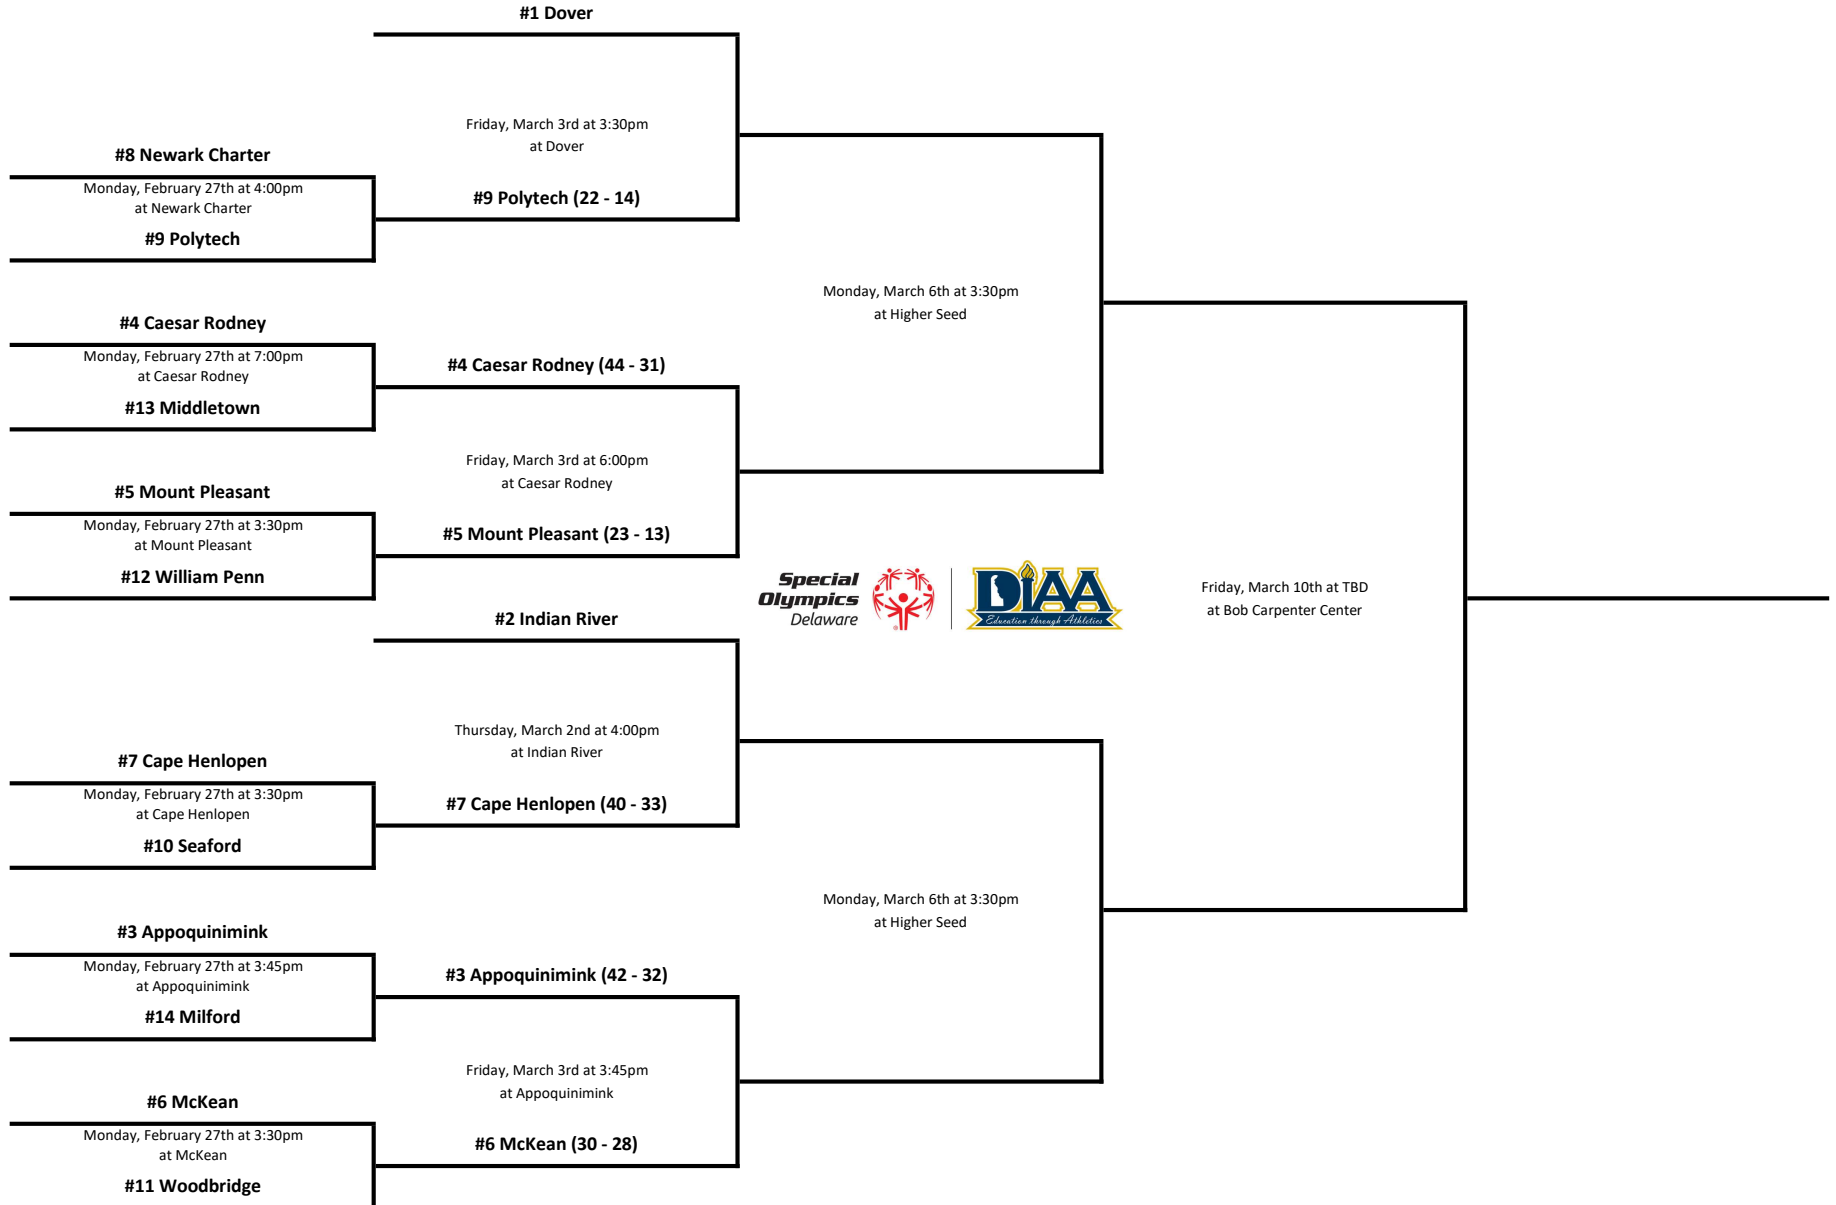 #1 Dover
Friday, March 3rd at 3:30pm
at Dover
#8 Newark Charter
Monday, February 27th at 4:00pm
at Newark Charter
#9 Polytech
#9 Polytech (22 - 14)
Monday, March 6th at 3:30pm
at Higher Seed
#4 Caesar Rodney
Monday, February 27th at 7:00pm
at Caesar Rodney
#13 Middletown
#4 Caesar Rodney (44 - 31)
Friday, March 3rd at 6:00pm
at Caesar Rodney
#5 Mount Pleasant
Monday, February 27th at 3:30pm
at Mount Pleasant
#12 William Penn
#5 Mount Pleasant (23 - 13)
Special
Olympics
Delaware
DIAA
Education through Athletics
Friday, March 10th at TBD
at Bob Carpenter Center
#2 Indian River
Thursday, March 2nd at 4:00pm
at Indian River
#7 Cape Henlopen
Monday, February 27th at 3:30pm
at Cape Henlopen
#10 Seaford
#7 Cape Henlopen (40 - 33)
Monday, March 6th at 3:30pm
at Higher Seed
#3 Appoquinimink
Monday, February 27th at 3:45pm
at Appoquinimink
#14 Milford
#3 Appoquinimink (42 - 32)
Friday, March 3rd at 3:45pm
at Appoquinimink
#6 McKean
Monday, February 27th at 3:30pm
at McKean
#11 Woodbridge
#6 McKean (30 - 28)